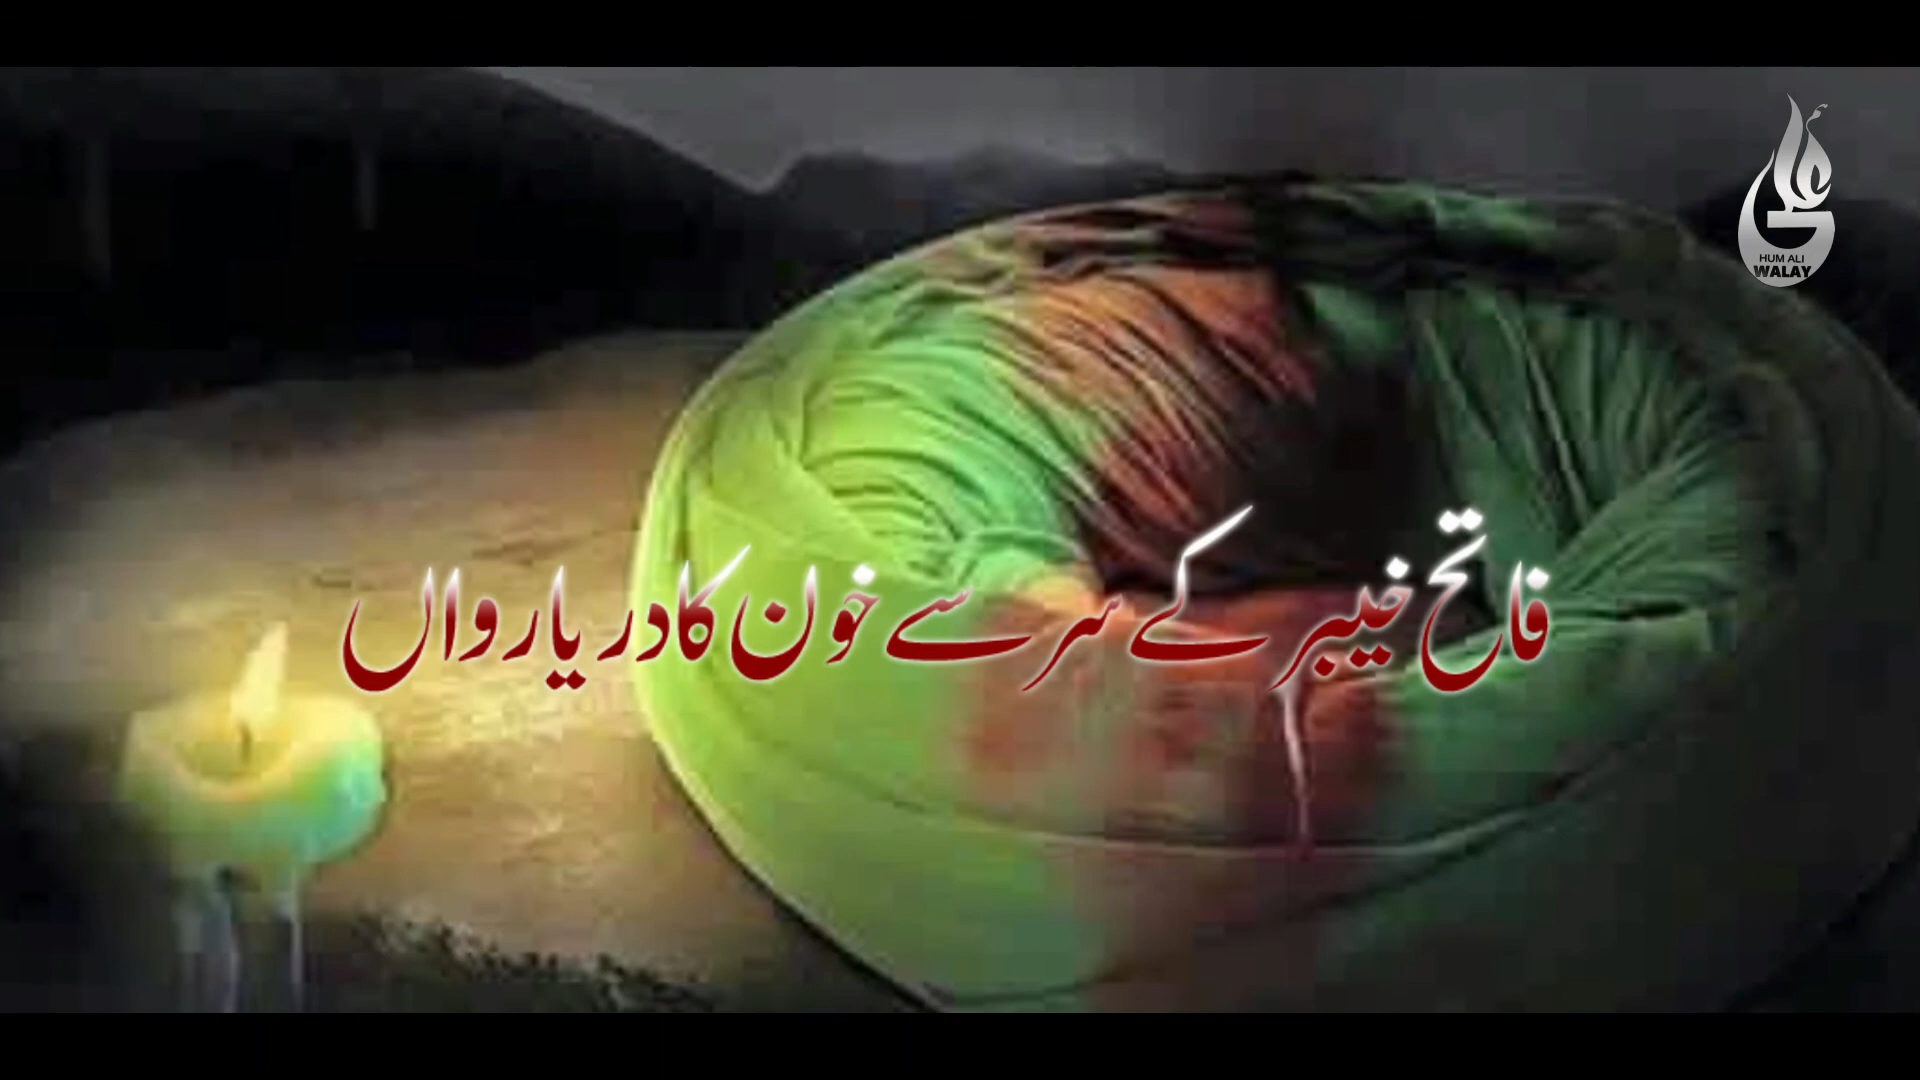 علی
HUM ALI
WALAY
فاتح خیبر کے سر سے خون کا دریا رواں